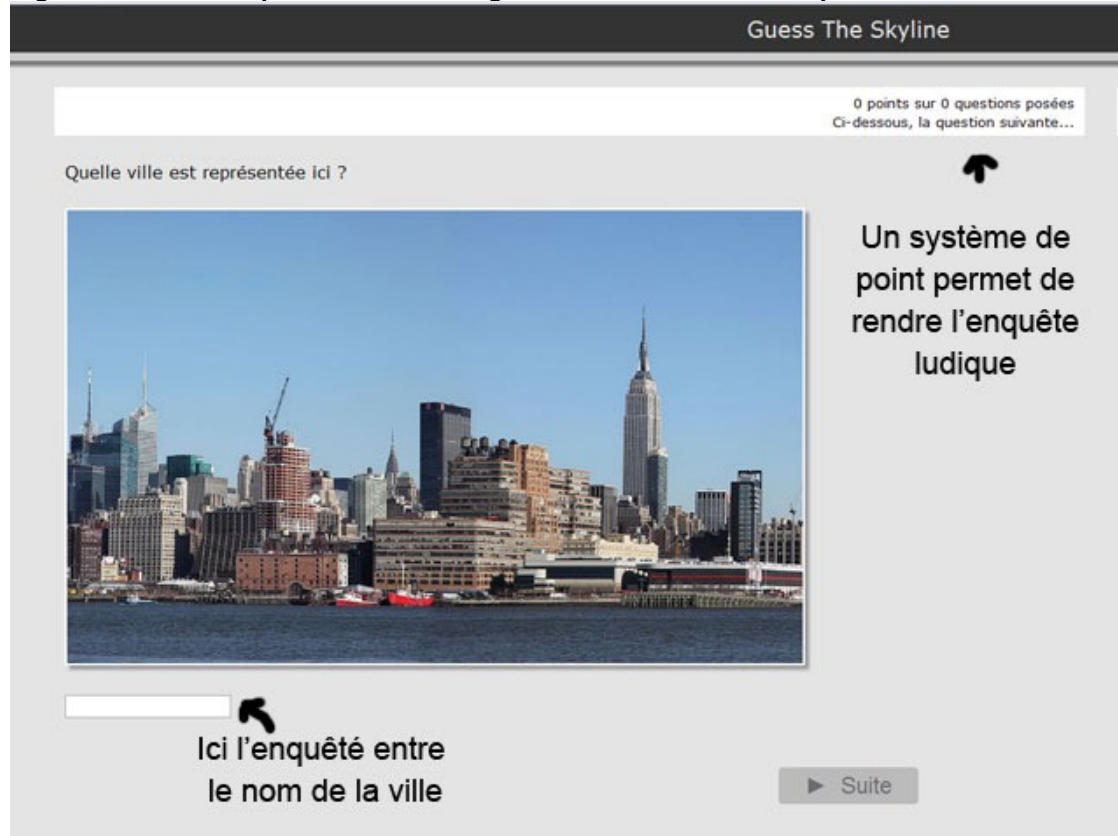 Guess The Skyline
0 points sur 0 questions posées
Ci-dessous, la question suivante...
Quelle ville est représentée ici ?
Un système de
point permet de
rendre l'enquête
ludique
Ici l'enquêté entre
le nom de la ville
► Suite